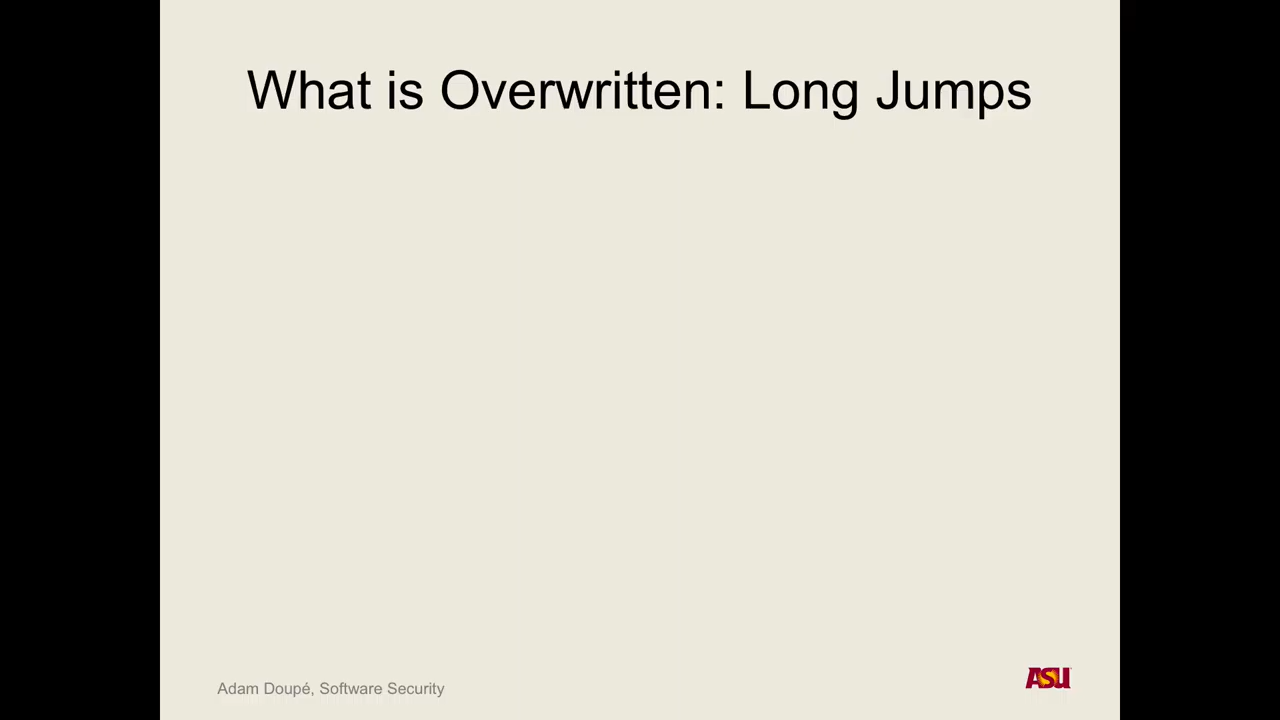 What is Overwritten: Long Jumps
Adam Doupé, Software Security
ASU